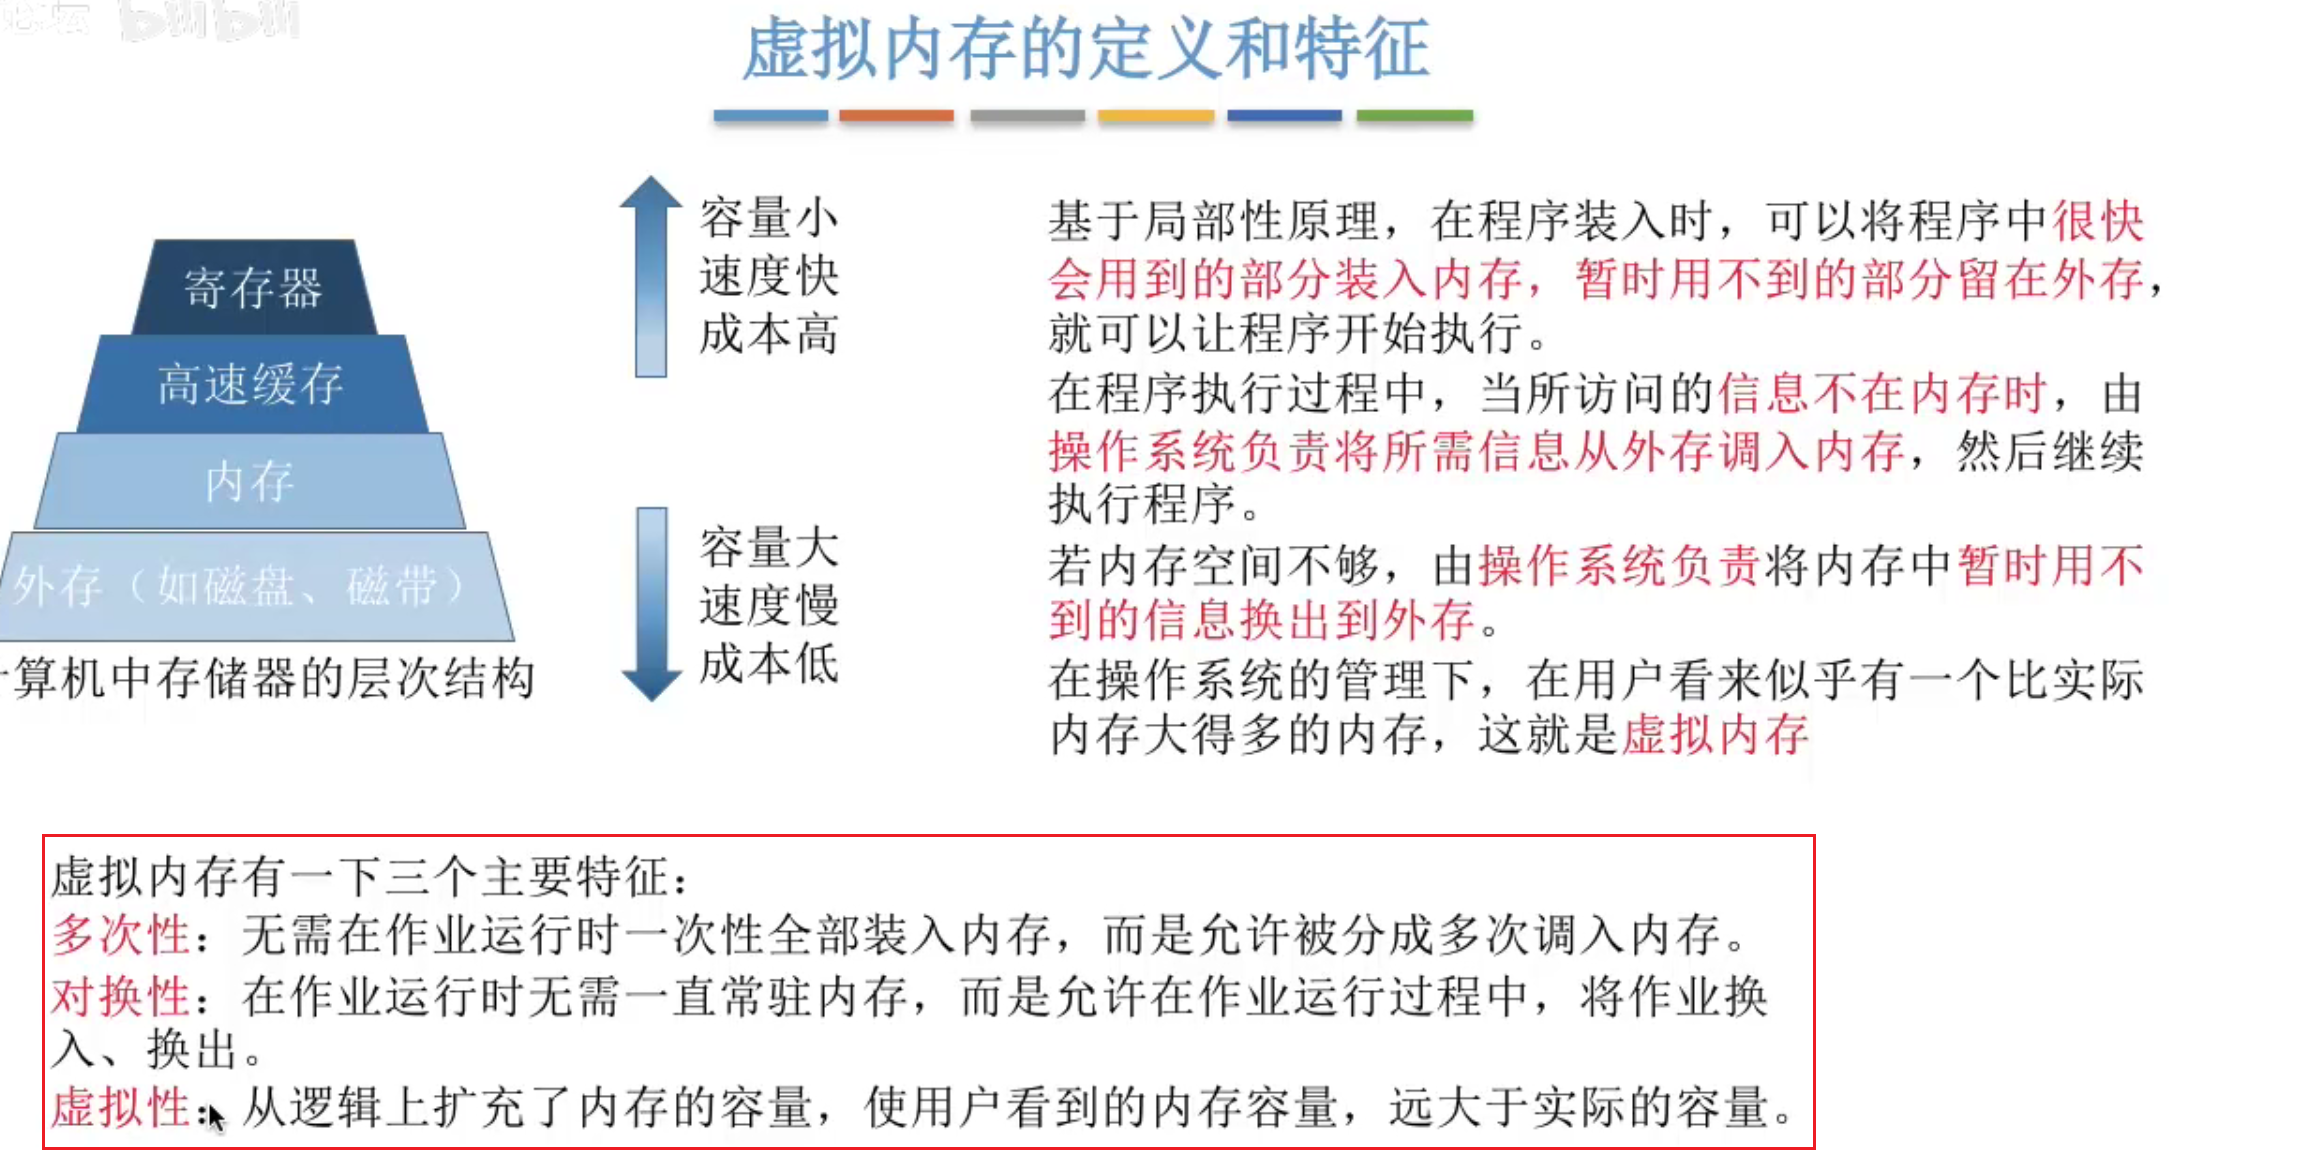 bilibili
虚拟内存的定义和特征
寄存器
高速缓存
内存
外存（如磁盘、磁带）
算机中存储器的层次结构
容量小
速度快
成本高
容量大
速度慢
成本低
基于局部性原理，在程序装入时，可以将程序中很快
会用到的部分装入内存，暂时用不到的部分留在外存，
就可以让程序开始执行。
在程序执行过程中，当所访问的信息不在内存时，由
操作系统负责将所需信息从外存调入内存，然后继续
执行程序。
若内存空间不够，由操作系统负责将内存中暂时用不
到的信息换出到外存。
在操作系统的管理下，在用户看来似乎有一个比实际
内存大得多的内存，这就是虚拟内存
虚拟内存有一下三个主要特征：
多次性：无需在作业运行时一次性全部装入内存，而是允许被分成多次调入内存。
对换性：在作业运行时无需一直常驻内存，而是允许在作业运行过程中，将作业换
入、换出。
虚拟性：从逻辑上扩充了内存的容量，使用户看到的内存容量，远大于实际的容量。